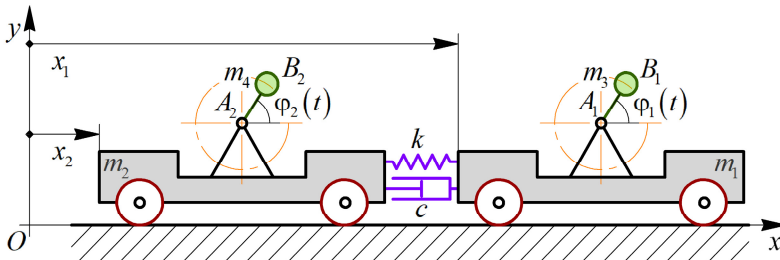 y
x₁
m₄ B₂
m₃ B₁
A₂ φ₂(t)
A₁ φ₁(t)
x₂
k
m₂
m₁
c
O
x